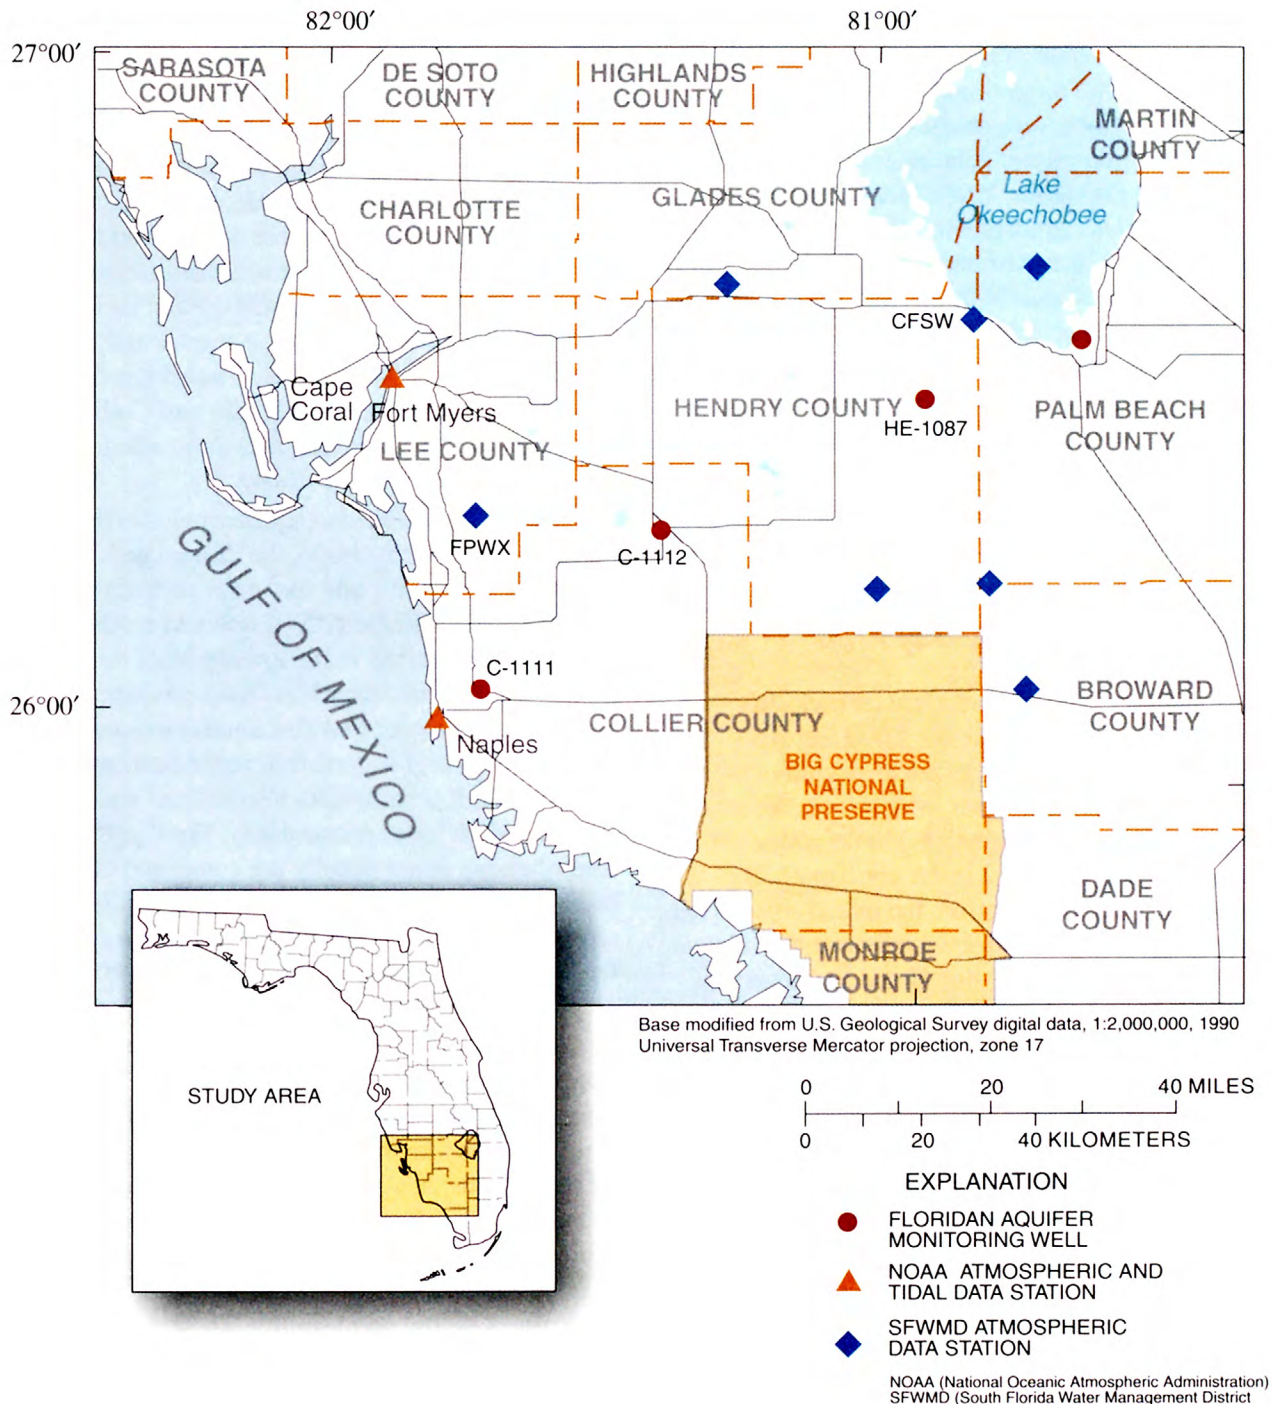 82°00′
81°00′
27°00′
SARASOTA
COUNTY
DE SOTO
COUNTY
HIGHLANDS
COUNTY
MARTIN
COUNTY
GLADES COUNTY
Lake
Okeechobee
CHARLOTTE
COUNTY
CFSW
Cape
Coral
Fort Myers
HENDRY COUNTY
HE-1087
PALM BEACH
COUNTY
LEE COUNTY
FPWX
C-1112
GULF OF MEXICO
C-1111
26°00′
Naples
COLLIER COUNTY
BROWARD
COUNTY
BIG CYPRESS
NATIONAL
PRESERVE
DADE
COUNTY
MONROE
COUNTY
STUDY AREA
Base modified from U.S. Geological Survey digital data, 1:2,000,000, 1990
Universal Transverse Mercator projection, zone 17
0 20 40 MILES
0 20 40 KILOMETERS
EXPLANATION
FLORIDAN AQUIFER
MONITORING WELL
NOAA ATMOSPHERIC AND
TIDAL DATA STATION
SFWMD ATMOSPHERIC
DATA STATION
NOAA (National Oceanic Atmospheric Administration)
SFWMD (South Florida Water Management District